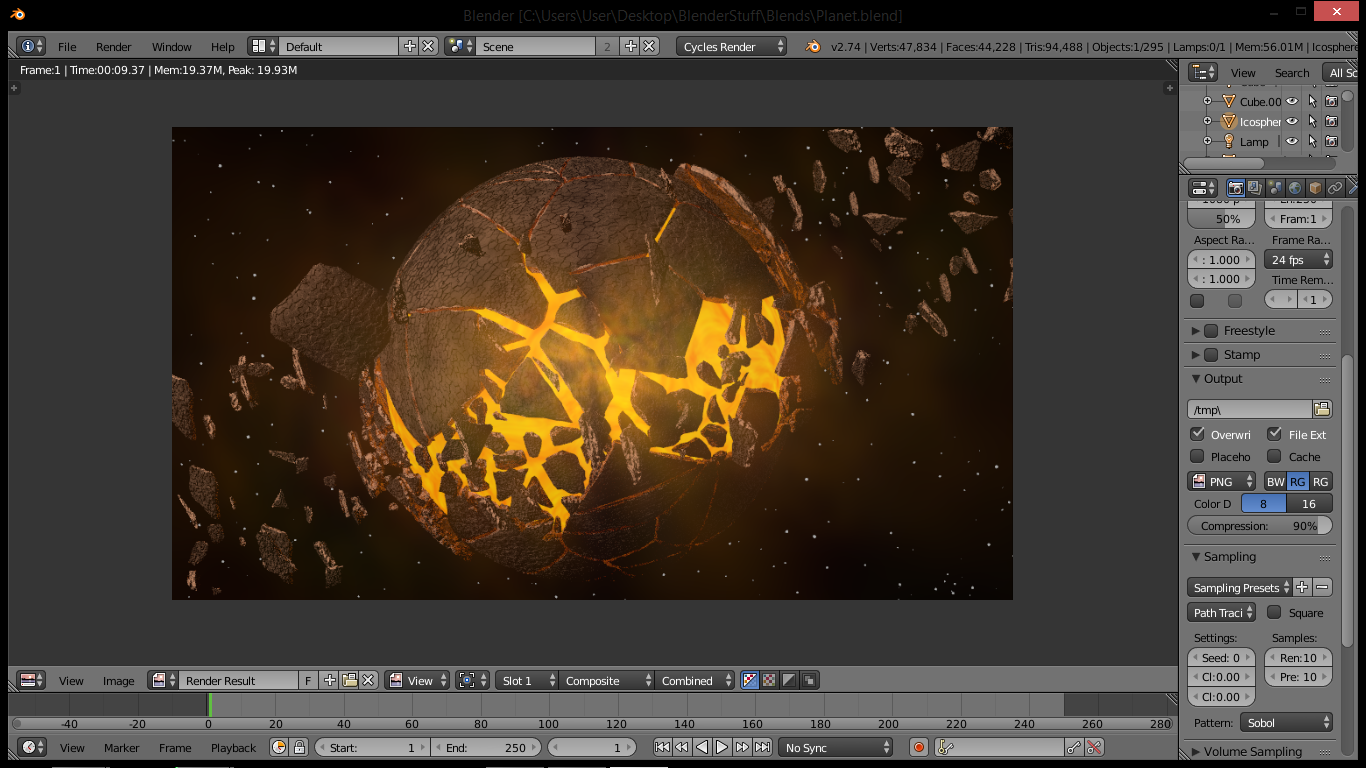 Blender [C:\Users\User\Desktop\BlenderStuff\Blends\Planet.blend]
File Render Window Help Default Scene 2 Cycles Render v2.74 | Verts:47,834 | Faces:44,228 | Tris:94,488 | Objects:1/295 | Lamps:0/1 | Mem:56.01M | Icosphere
Frame:1 | Time:00:09.37 | Mem:19.37M, Peak: 19.93M
View Search All Sc
Cube.00
Icospher
Lamp
50% Fram:1
Aspect Ra... Frame Ra...
: 1.000 24 fps
: 1.000 Time Rem...
1
Freestyle
Stamp
Output
/tmp\
Overwri File Ext
Placeho Cache
PNG BW RG RG
Color D 8 16
Compression: 90%
Sampling
Sampling Presets
Path Traci Square
Settings: Samples:
Seed: 0 Ren:10
Cl:0.00 Pre: 10
Cl:0.00
Pattern: Sobol
Volume Sampling
View Image Render Result F View Slot 1 Composite Combined
-40 -20 0 20 40 60 80 100 120 140 160 180 200 220 240 260 280
View Marker Frame Playback Start: 1 End: 250 1 No Sync